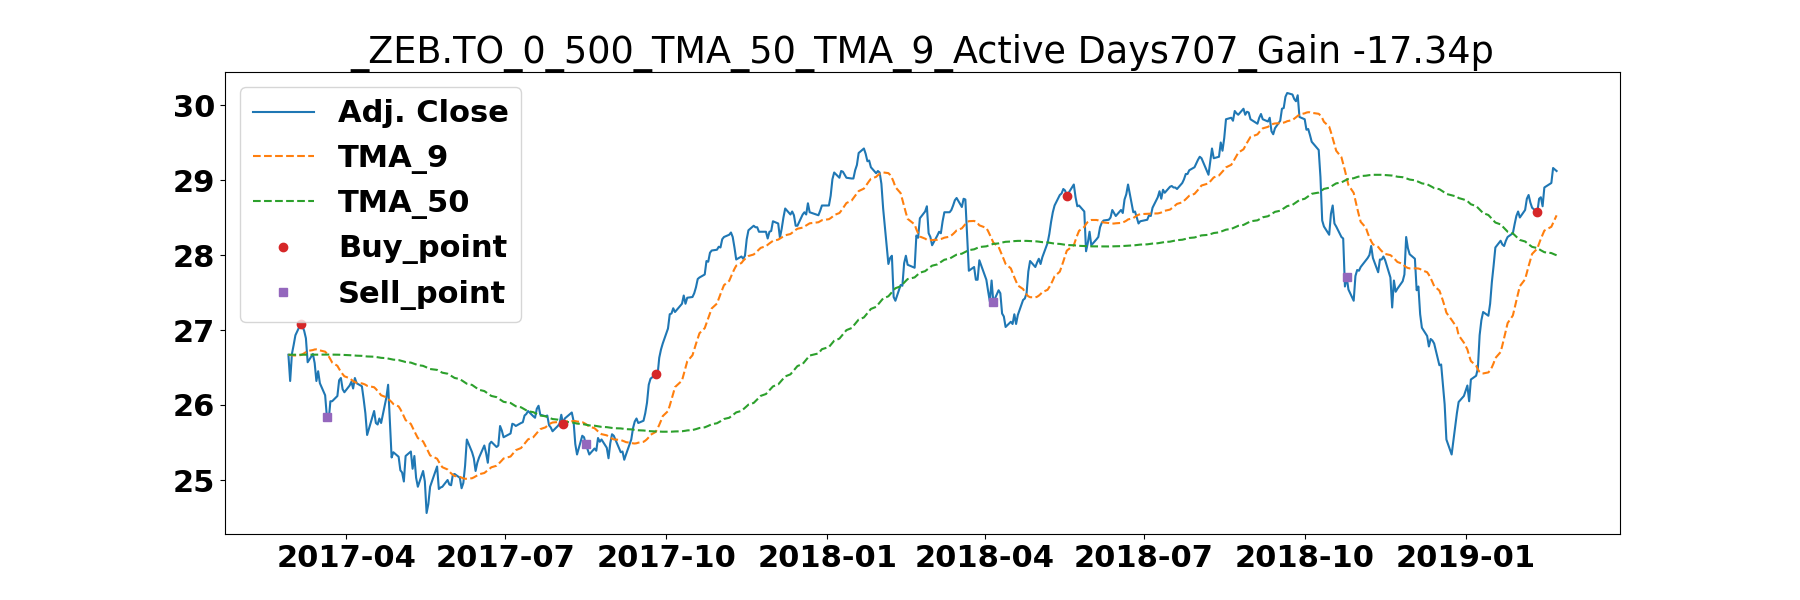 _ZEB.TO_0_500_TMA_50_TMA_9_Active Days707_Gain -17.34p
30
29
28
27
26
25
Adj. Close
TMA_9
TMA_50
Buy_point
Sell_point
2017-04 2017-07 2017-10 2018-01 2018-04 2018-07 2018-10 2019-01